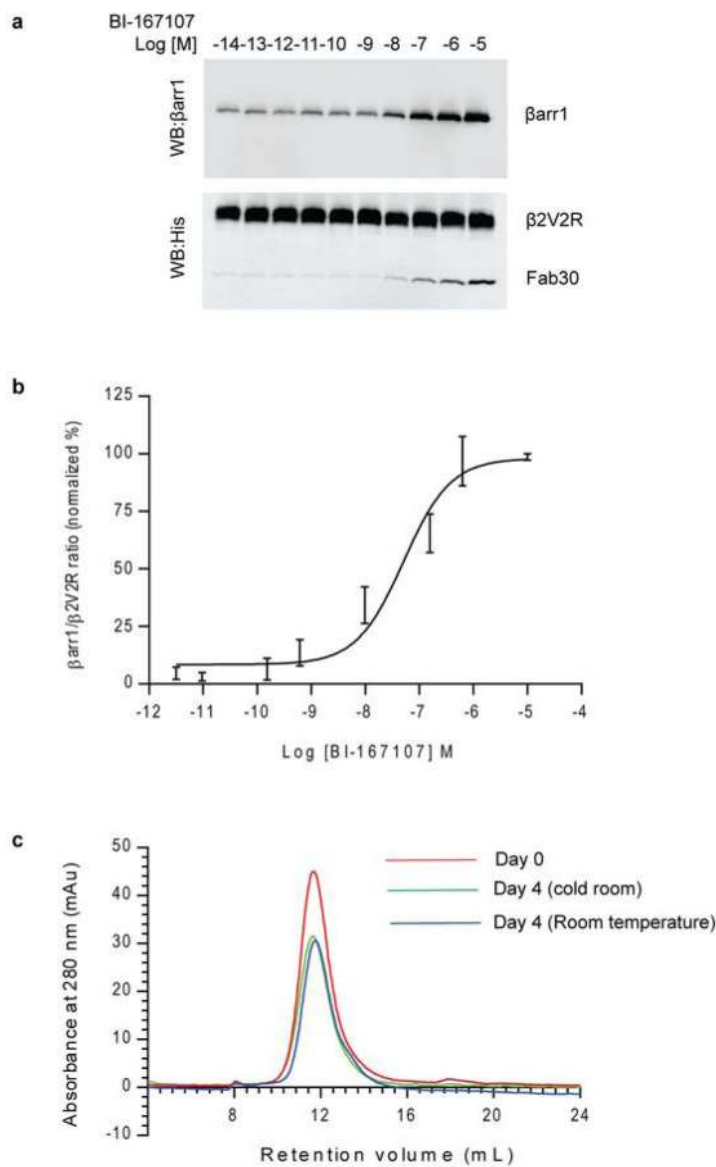 a
BI-167107
Log [M] -14 -13 -12 -11 -10 -9 -8 -7 -6 -5
WB:βarr1
βarr1
WB:His
β2V2R
Fab30
b
βarr1/β2V2R ratio (normalized %)
125
100
75
50
25
0
-12 -11 -10 -9 -8 -7 -6 -5 -4
Log [BI-167107] M
c
Absorbance at 280 nm (mAu)
50
40
30
20
10
0
-10
Day 0
Day 4 (cold room)
Day 4 (Room temperature)
8 12 16 20 24
Retention volume (mL)